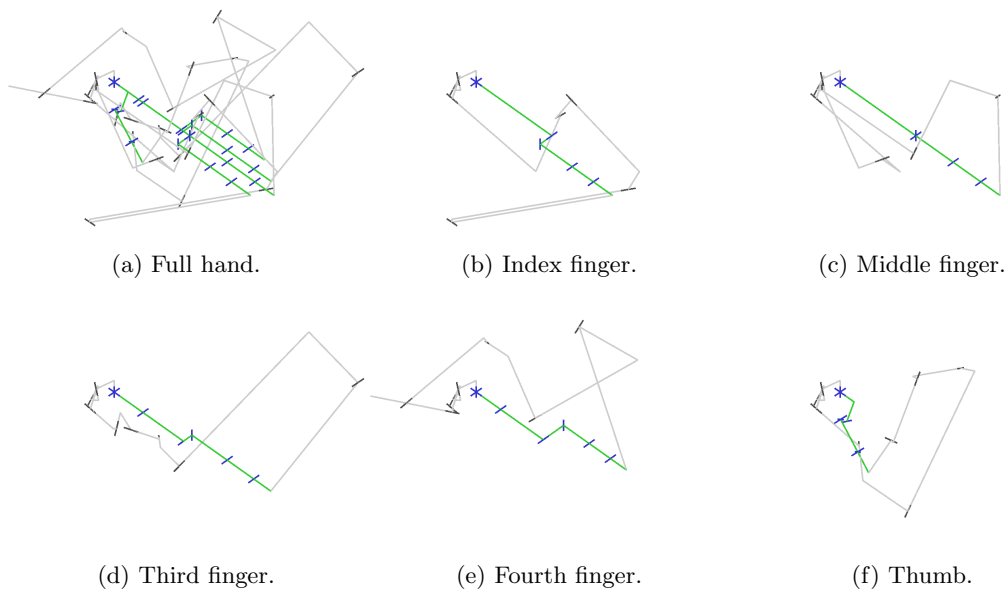 (a) Full hand.
(b) Index finger.
(c) Middle finger.
(d) Third finger.
(e) Fourth finger.
(f) Thumb.